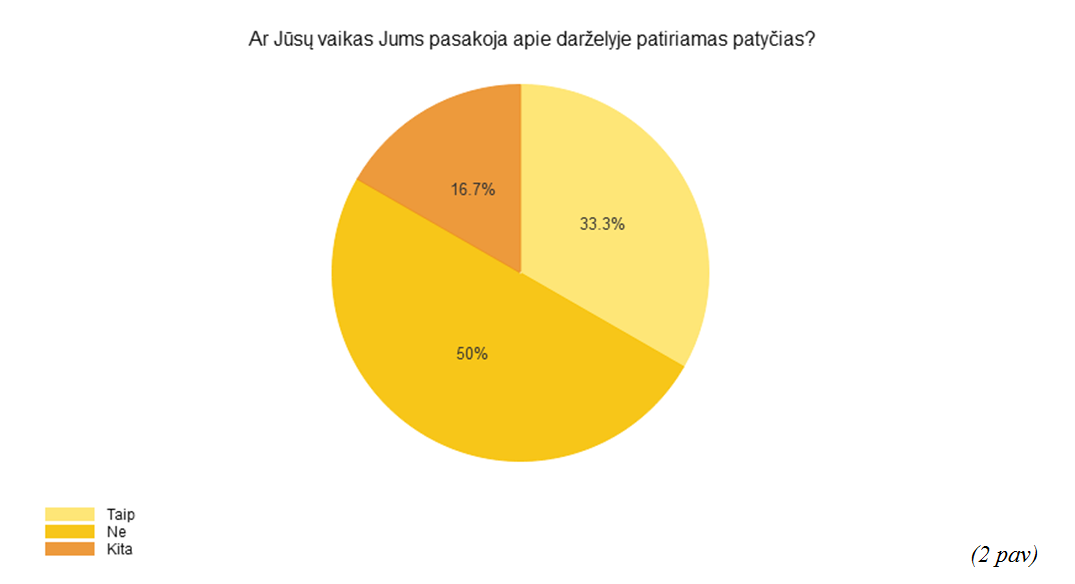 Ar Jūsų vaikas Jums pasakoja apie darželyje patiriamas patyčias?
16.7%
33.3%
50%
Taip
Ne
Kita
(2 pav)